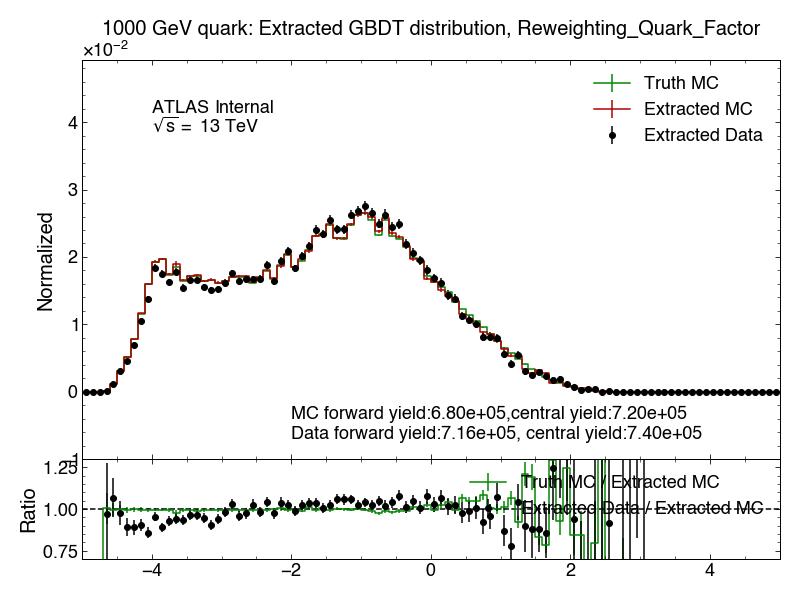 1000 GeV quark: Extracted GBDT distribution, Reweighting_Quark_Factor
×10⁻²
ATLAS Internal
√s = 13 TeV
Truth MC
Extracted MC
Extracted Data
Normalized
4
3
2
1
0
1
MC forward yield:6.80e+05,central yield:7.20e+05
Data forward yield:7.16e+05, central yield:7.40e+05
Ratio
1.25
1.00
0.75
Truth MC / Extracted MC
Extracted Data / Extracted MC
−4 −2 0 2 4